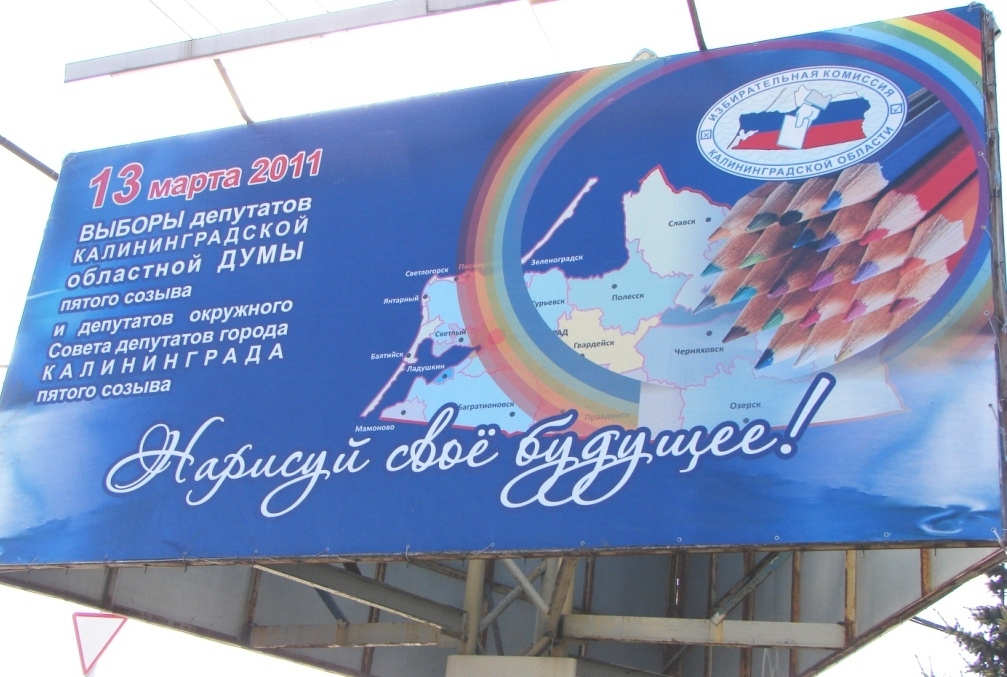 13 марта 2011
ВЫБОРЫ депутатов
КАЛИНИНГРАДСКОЙ
областной ДУМЫ
пятого созыва
и депутатов окружного
Совета депутатов города
КАЛИНИНГРАДА
пятого созыва
ИЗБИРАТЕЛЬНАЯ КОМИССИЯ
КАЛИНИНГРАДСКОЙ ОБЛАСТИ
Славск
Зеленоградск
Светлогорск
Янтарный
Полесск
Гурьевск
Светлый
Гвардейск
Черняховск
Балтийск
Ладушкин
Багратионовск
Правдинск
Озерск
Мамоново
Нарисуй своё будущее!